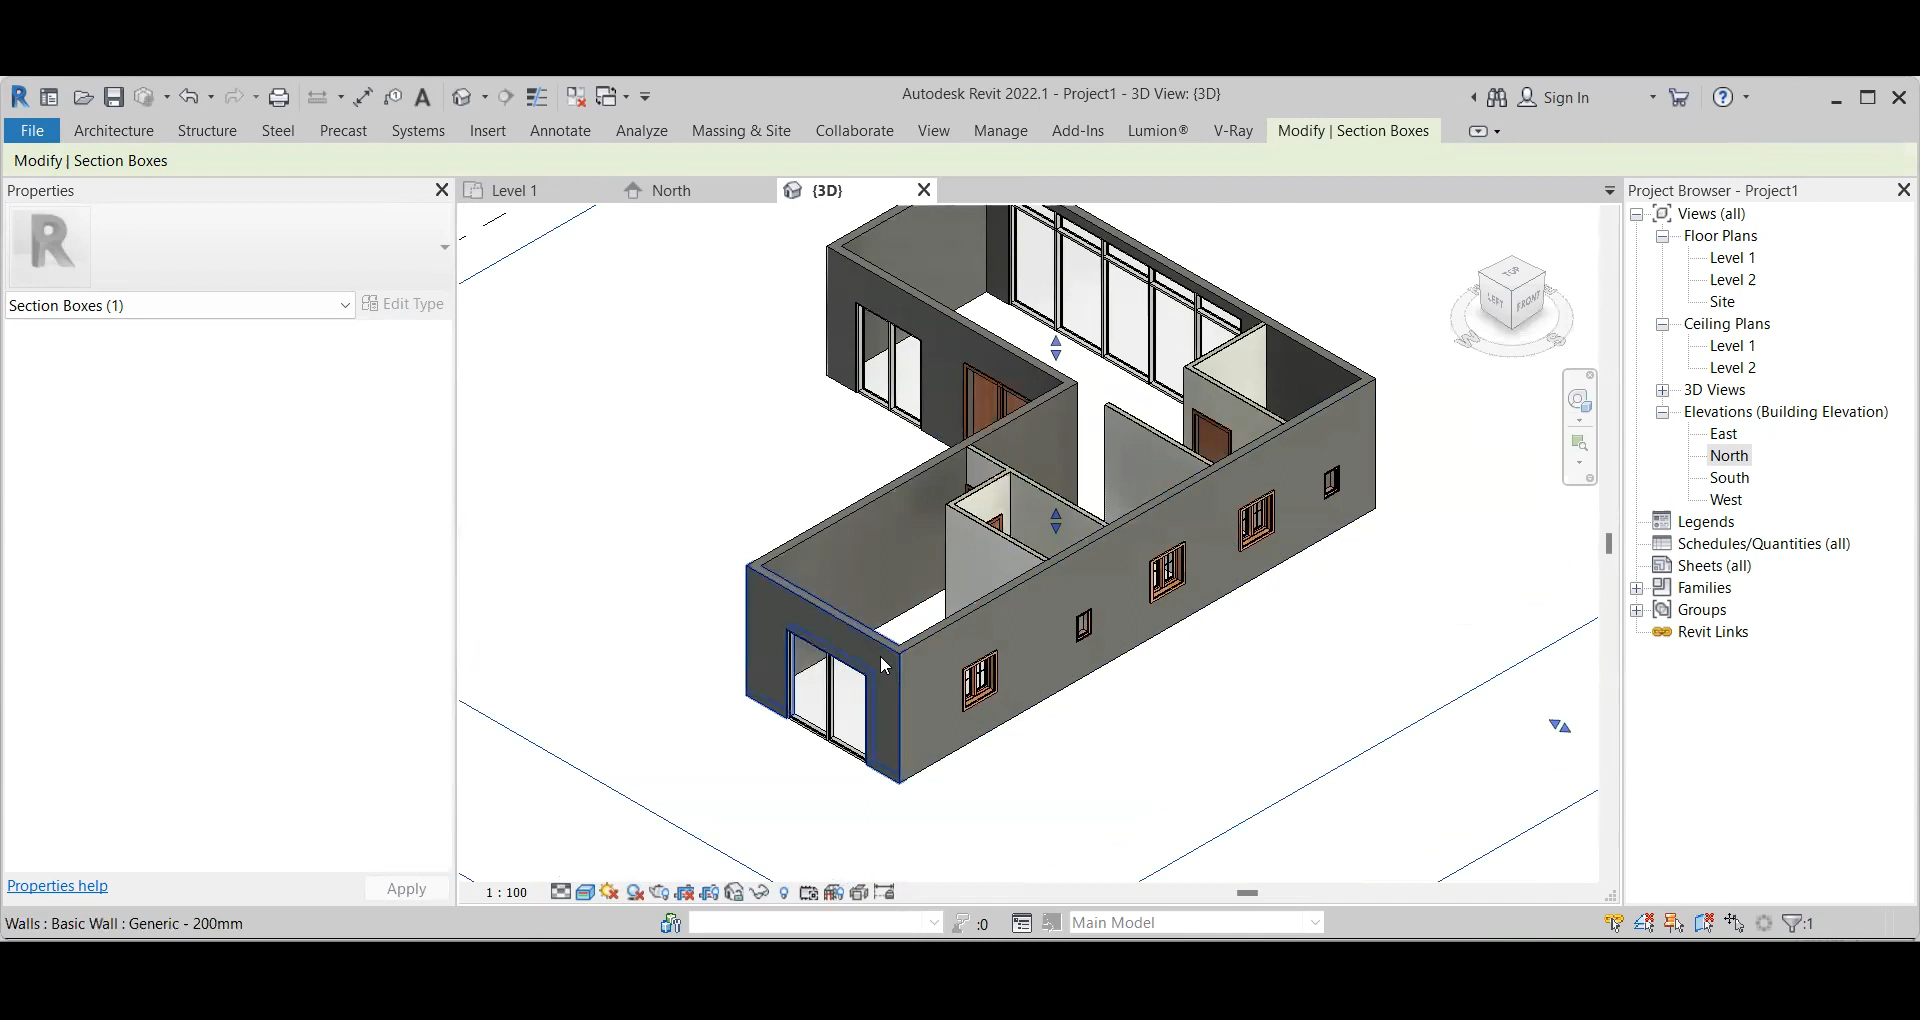 Autodesk Revit 2022.1 - Project1 - 3D View: {3D}
Sign In
File Architecture Structure Steel Precast Systems Insert Annotate Analyze Massing & Site Collaborate View Manage Add-Ins Lumion® V-Ray Modify | Section Boxes
Modify | Section Boxes
Properties
Level 1
North
{3D}
Project Browser - Project1
Section Boxes (1)
Edit Type
TOP
LEFT
FRONT
W
S
Views (all)
Floor Plans
Level 1
Level 2
Site
Ceiling Plans
Level 1
Level 2
3D Views
Elevations (Building Elevation)
East
North
South
West
Legends
Schedules/Quantities (all)
Sheets (all)
Families
Groups
Revit Links
Properties help
Apply
1 : 100
Walls : Basic Wall : Generic - 200mm
:0
Main Model
:1